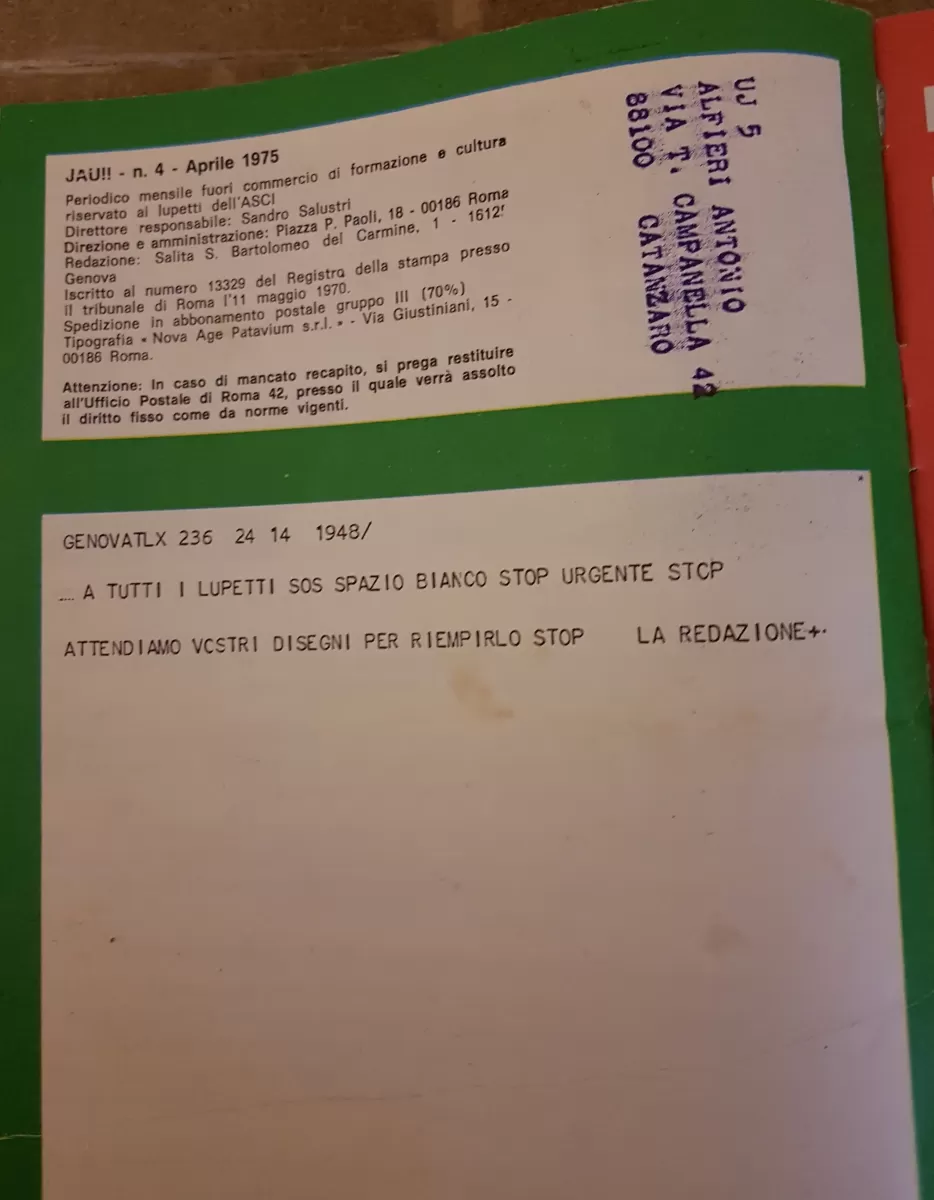 JAU!! - n. 4 - Aprile 1975
Periodico mensile fuori commercio di formazione e cultura
riservato ai lupetti dell'ASCI
Direttore responsabile: Sandro Salustri
Direzione e amministrazione: Piazza P. Paoli, 18 - 00186 Roma
Redazione: Salita S. Bartolomeo del Carmine, 1 - 1612
Genova
Iscritto al numero 13329 del Registro della stampa presso
il tribunale di Roma l'11 maggio 1970.
Spedizione in abbonamento postale gruppo III (70%)
Tipografia « Nova Age Patavium s.r.l. » - Via Giustiniani, 15 -
00186 Roma.
Attenzione: In caso di mancato recapito, si prega restituire
all'Ufficio Postale di Roma 42, presso il quale verrà assolto
il diritto fisso come da norme vigenti.
UJ 5
ALFIERI ANTONIO
VIA T. CAMPANELLA 42
88100 CATANZARO
GENOVATLX 236 24 14 1948/
.... A TUTTI I LUPETTI SOS SPAZIO BIANCO STOP URGENTE STCP
ATTENDIAMO VCSTRI DISEGNI PER RIEMPIRLO STOP LA REDAZIONE+.